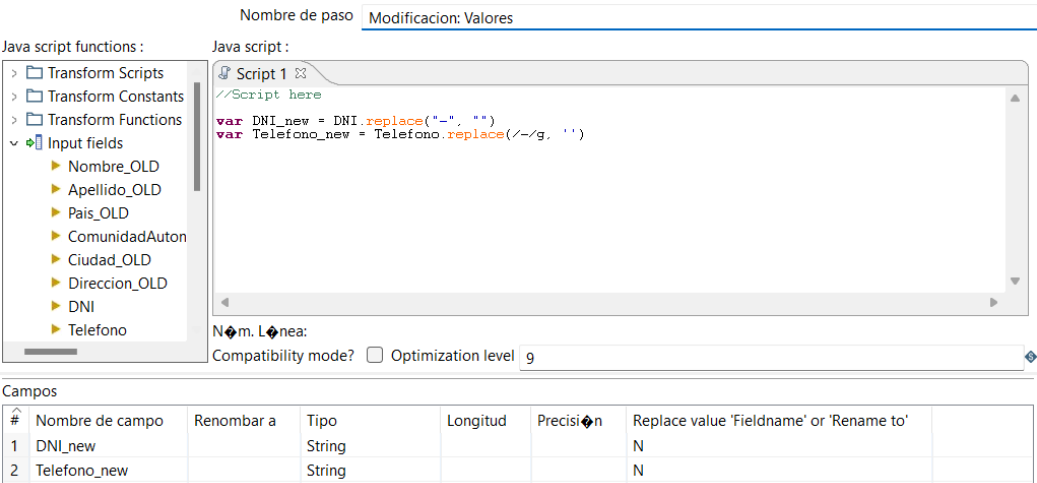 Nombre de paso Modificacion: Valores
Java script functions :
Java script :
Transform Scripts
Transform Constants
Transform Functions
Input fields
Nombre_OLD
Apellido_OLD
Pais_OLD
ComunidadAuton
Ciudad_OLD
Direccion_OLD
DNI
Telefono
Script 1
//Script here
var DNI_new = DNI.replace("-", "")
var Telefono_new = Telefono.replace(/-/g, '')
N�m. L�nea:
Compatibility mode? Optimization level 9
Campos
# Nombre de campo Renombar a Tipo Longitud Precisi�n Replace value 'Fieldname' or 'Rename to'
1 DNI_new String N
2 Telefono_new String N